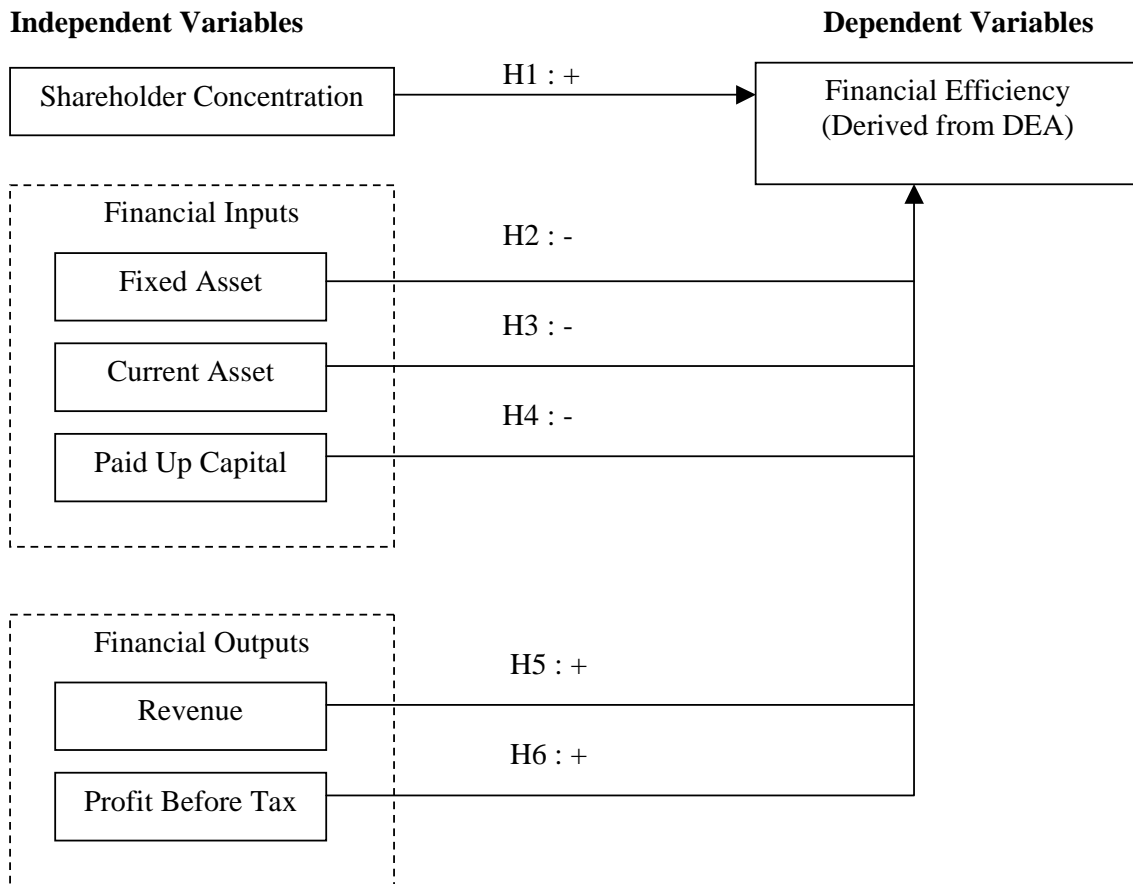 Independent Variables
Dependent Variables
Shareholder Concentration
H1 : +
Financial Efficiency
(Derived from DEA)
Financial Inputs
Fixed Asset
H2 : -
Current Asset
H3 : -
Paid Up Capital
H4 : -
Financial Outputs
Revenue
H5 : +
Profit Before Tax
H6 : +